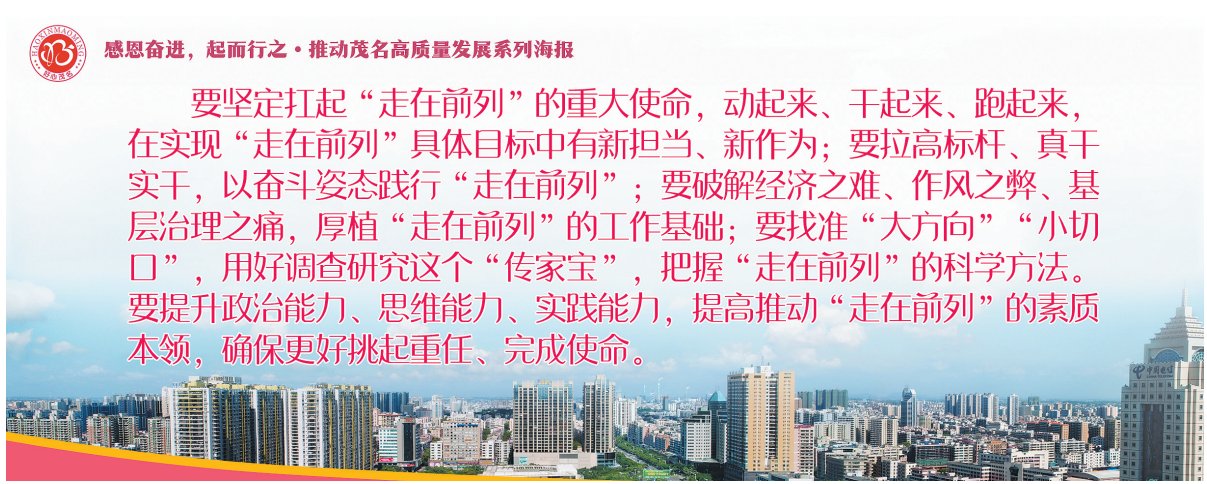 HAOXINMAOMING
好心茂名
感恩奋进，起而行之·推动茂名高质量发展系列海报
要坚定扛起“走在前列”的重大使命，动起来、干起来、跑起来，
在实现“走在前列”具体目标中有新担当、新作为；要拉高标杆、真干
实干，以奋斗姿态践行“走在前列”；要破解经济之难、作风之弊、基
层治理之痛，厚植“走在前列”的工作基础；要找准“大方向”“小切
口”，用好调查研究这个“传家宝”，把握“走在前列”的科学方法。
要提升政治能力、思维能力、实践能力，提高推动“走在前列”的素质
本领，确保更好挑起重任、完成使命。
中国电信